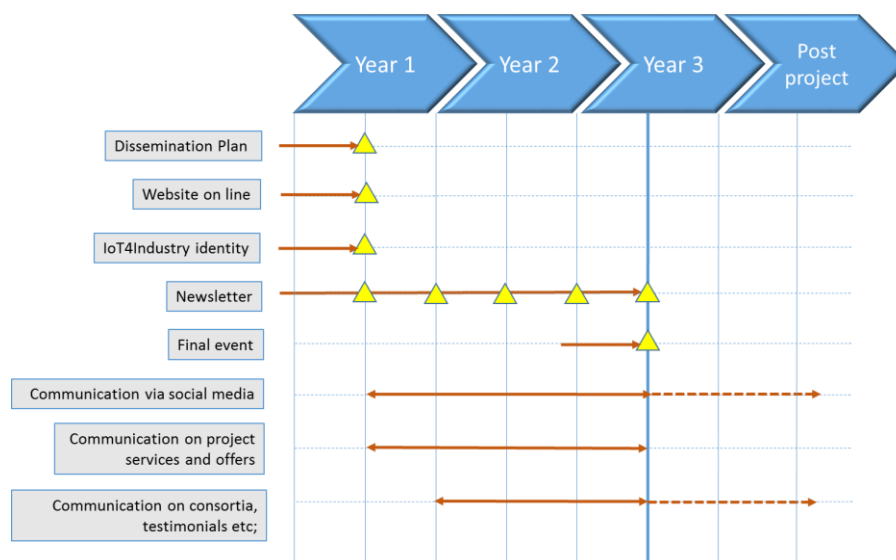 Year 1
Year 2
Year 3
Post
project
Dissemination Plan
Website on line
IoT4Industry identity
Newsletter
Final event
Communication via social media
Communication on project
services and offers
Communication on consortia,
testimonials etc;